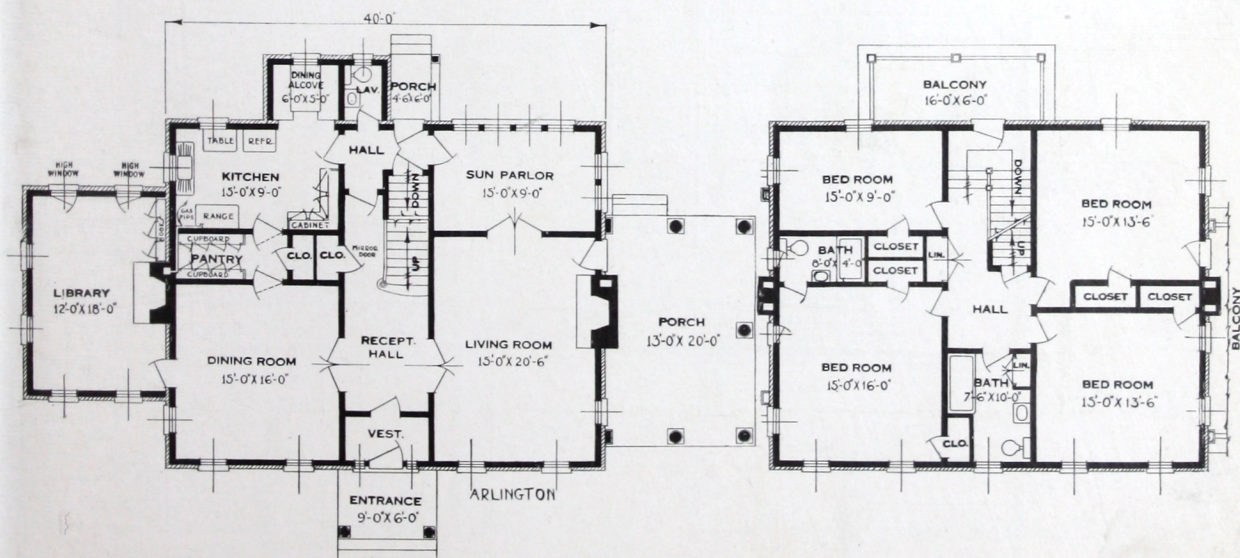 40'-0"
DINING
ALCOVE
6'-0"X5'-0"
LAV.
PORCH
4'-6"X6'-0"
TABLE
REFR.
HALL
HIGH
WINDOW
HIGH
WINDOW
KITCHEN
13'-0"X9-0"
SUN PARLOR
15'-0"X9'-0"
GAS
PIPE
RANGE
CABINET
DOWN
UP
CUPBOARD
PANTRY
CUPBOARD
CLO.
CLO.
MIRROR
DOOR
LIBRARY
12'-0"X18'-0"
DINING ROOM
15'-0"X16'-0"
RECEPT.
HALL
LIVING ROOM
15'-0"X20'-6"
PORCH
13'-0"X20'-0"
VEST.
ENTRANCE
9'-0"X6'-0"
ARLINGTON
BALCONY
16'-0"X6'-0"
BED ROOM
15'-0"X9'-0"
DOWN
UP
BED ROOM
15'-0"X13'-6
BATH
8'-0"X4'-0"
CLOSET
CLOSET
LIN.
HALL
CLOSET
CLOSET
BED ROOM
15'-0"X16'-0"
BATH
7'-6"X10'-0"
LIN.
CLO.
BED ROOM
15'-0"X13'-6"
BALCONY